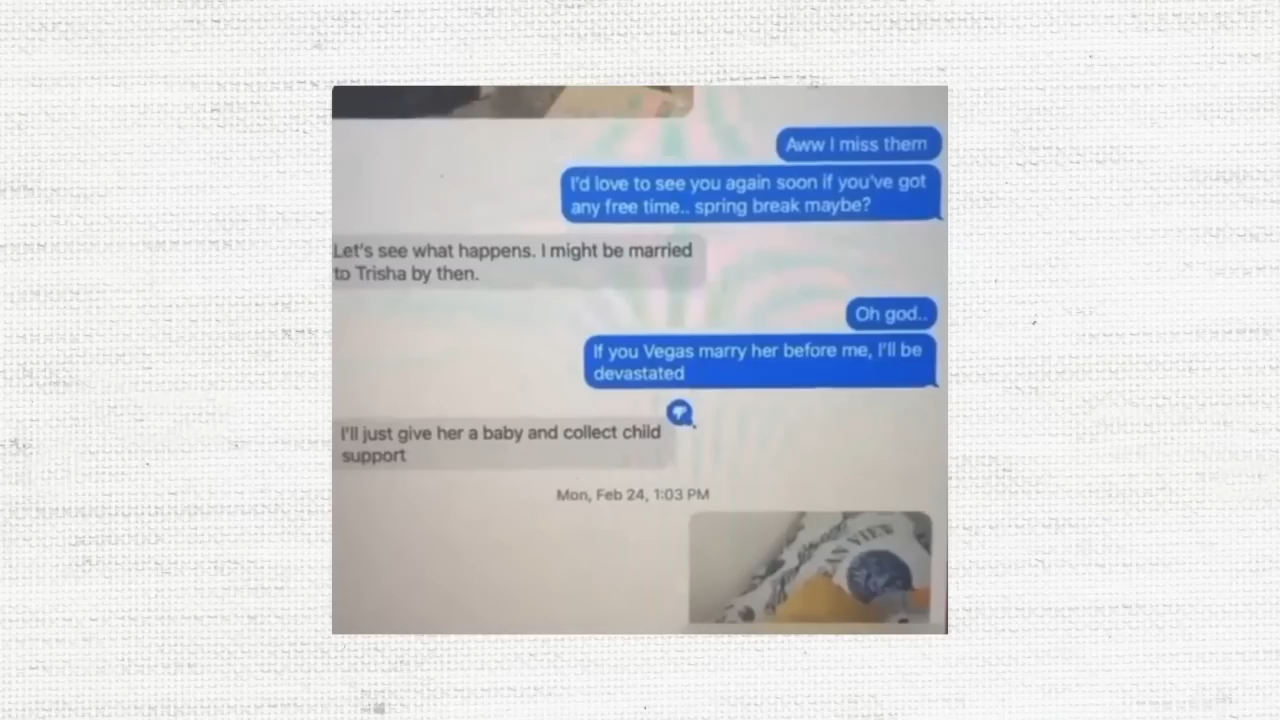 Aww I miss them
I'd love to see you again soon if you've got
any free time.. spring break maybe?
Let's see what happens. I might be married
to Trisha by then.
Oh god..
If you Vegas marry her before me, I'll be
devastated
I'll just give her a baby and collect child
support
Mon, Feb 24, 1:03 PM
AN VIEW